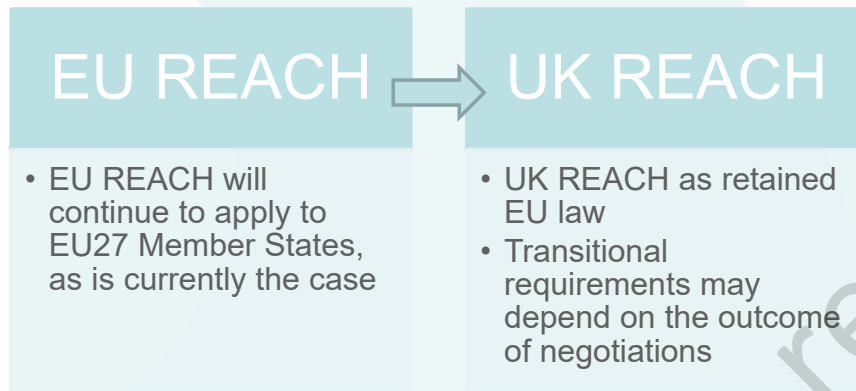 EU REACH
UK REACH
• EU REACH will
continue to apply to
EU27 Member States,
as is currently the case
• UK REACH as retained
EU law
• Transitional
requirements may
depend on the outcome
of negotiations